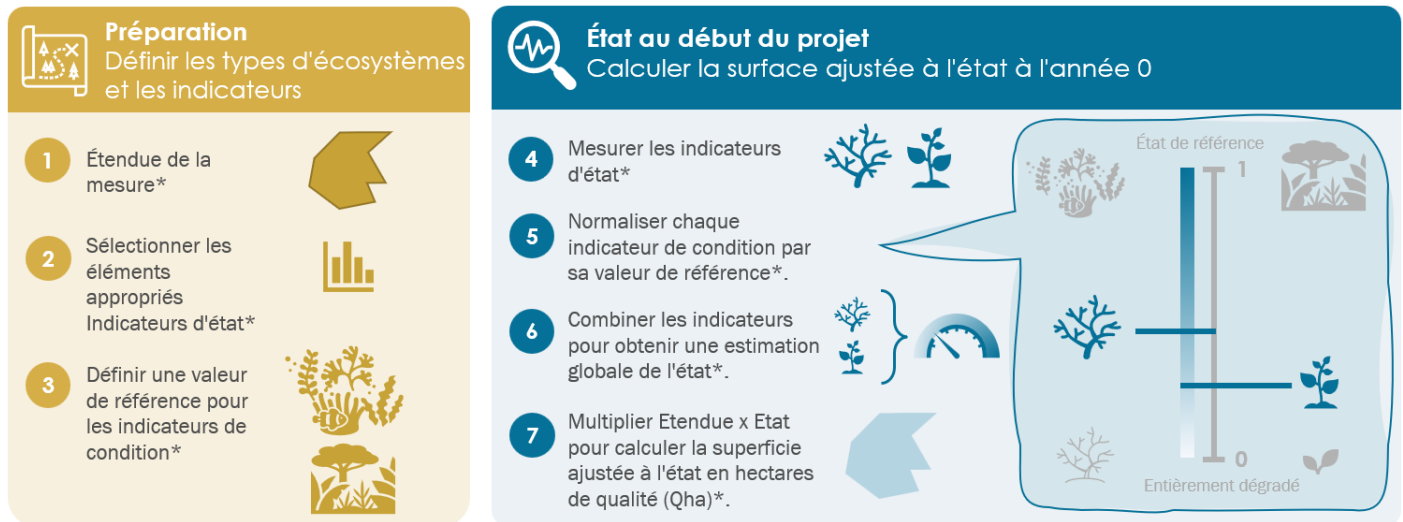 Préparation
Définir les types d'écosystèmes
et les indicateurs
1
Étendue de la
mesure*
2
Sélectionner les
éléments
appropriés
Indicateurs d'état*
3
Définir une valeur
de référence pour
les indicateurs de
condition*
État au début du projet
Calculer la surface ajustée à l'état à l'année 0
4
Mesurer les indicateurs
d'état*
5
Normaliser chaque
indicateur de condition par
sa valeur de référence*.
6
Combiner les indicateurs
pour obtenir une estimation
globale de l'état*.
7
Multiplier Etendue x Etat
pour calculer la superficie
ajustée à l'état en hectares
de qualité (Qha)*.
État de référence
1
0
Entièrement dégradé